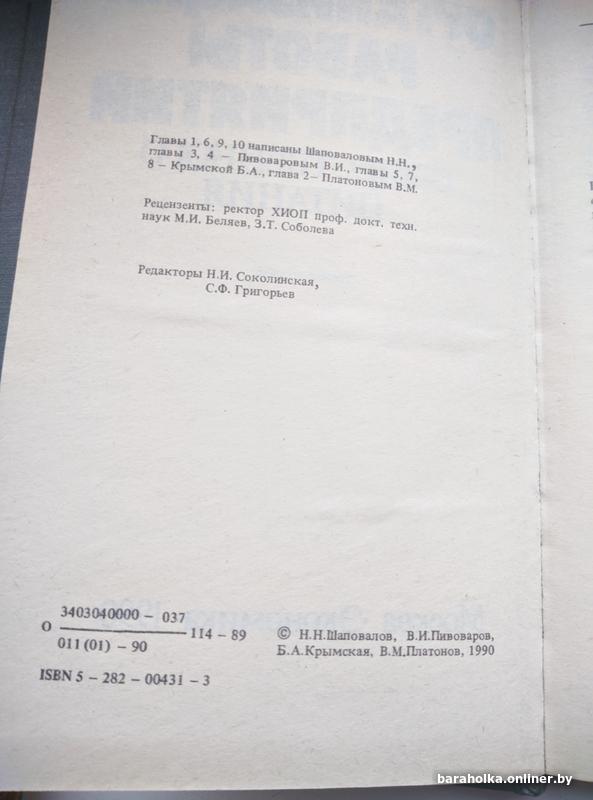 Главы 1, 6, 9, 10 написаны Шаповаловым Н.Н.,
главы 3, 4 — Пивоваровым В.И., главы 5, 7,
8 — Крымской Б.А., глава 2— Платоновым В.М.
Рецензенты: ректор ХИОП проф. докт. техн.
наук М.И. Беляев, З.Т. Соболева
Редакторы Н.И. Соколинская,
С.Ф. Григорьев
3403040000 – 037
О 114 – 89
011 (01) – 90
ISBN 5 – 282 – 00431 – 3
© Н.Н.Шаповалов, В.И.Пивоваров,
Б.А.Крымская, В.М.Платонов, 1990
baraholka.onliner.by